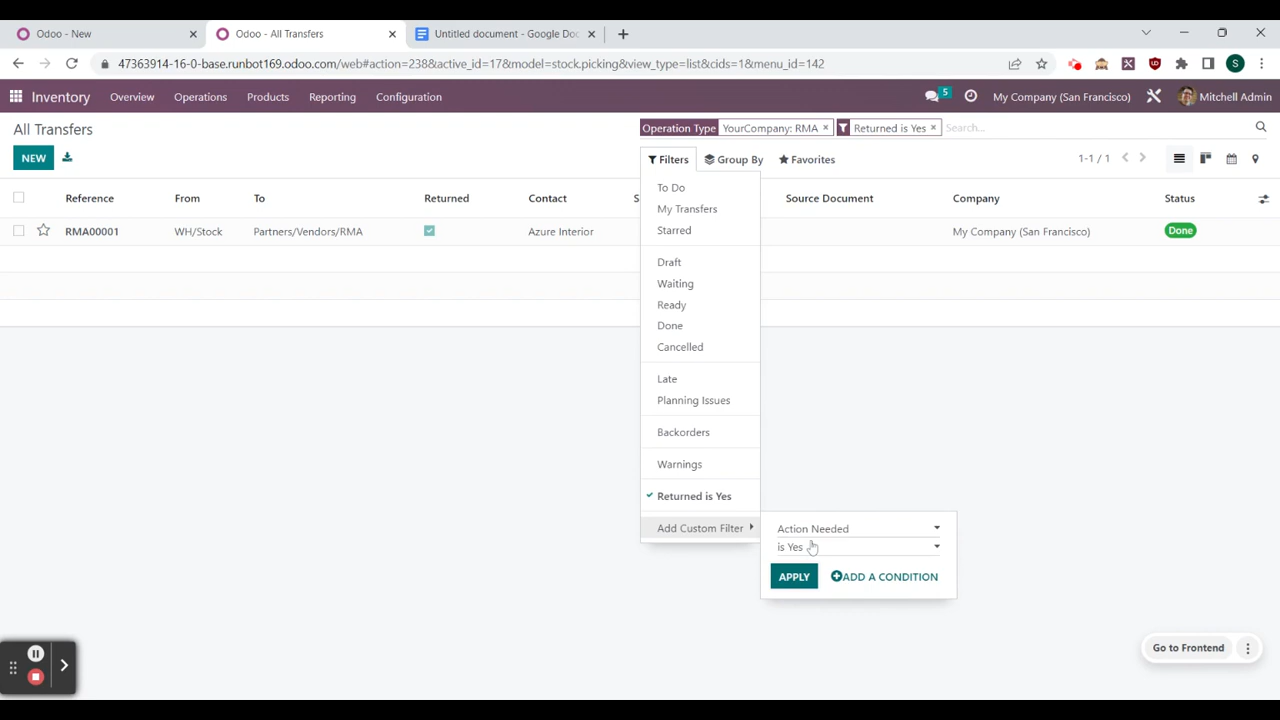 Odoo - New
Odoo - All Transfers
Untitled document - Google Doc
47363914-16-0-base.runbot169.odoo.com/web#action=238&active_id=17&model=stock.picking&view_type=list&cids=1&menu_id=142
S
Inventory Overview Operations Products Reporting Configuration
5 My Company (San Francisco) Mitchell Admin
All Transfers
Operation Type YourCompany: RMA × Returned is Yes × Search...
NEW
Filters Group By Favorites
1-1 / 1
Reference From To Returned Contact S Source Document Company Status
RMA00001 WH/Stock Partners/Vendors/RMA Azure Interior My Company (San Francisco) Done
To Do
My Transfers
Starred
Draft
Waiting
Ready
Done
Cancelled
Late
Planning Issues
Backorders
Warnings
Returned is Yes
Add Custom Filter
Action Needed
is Yes
APPLY
ADD A CONDITION
Go to Frontend